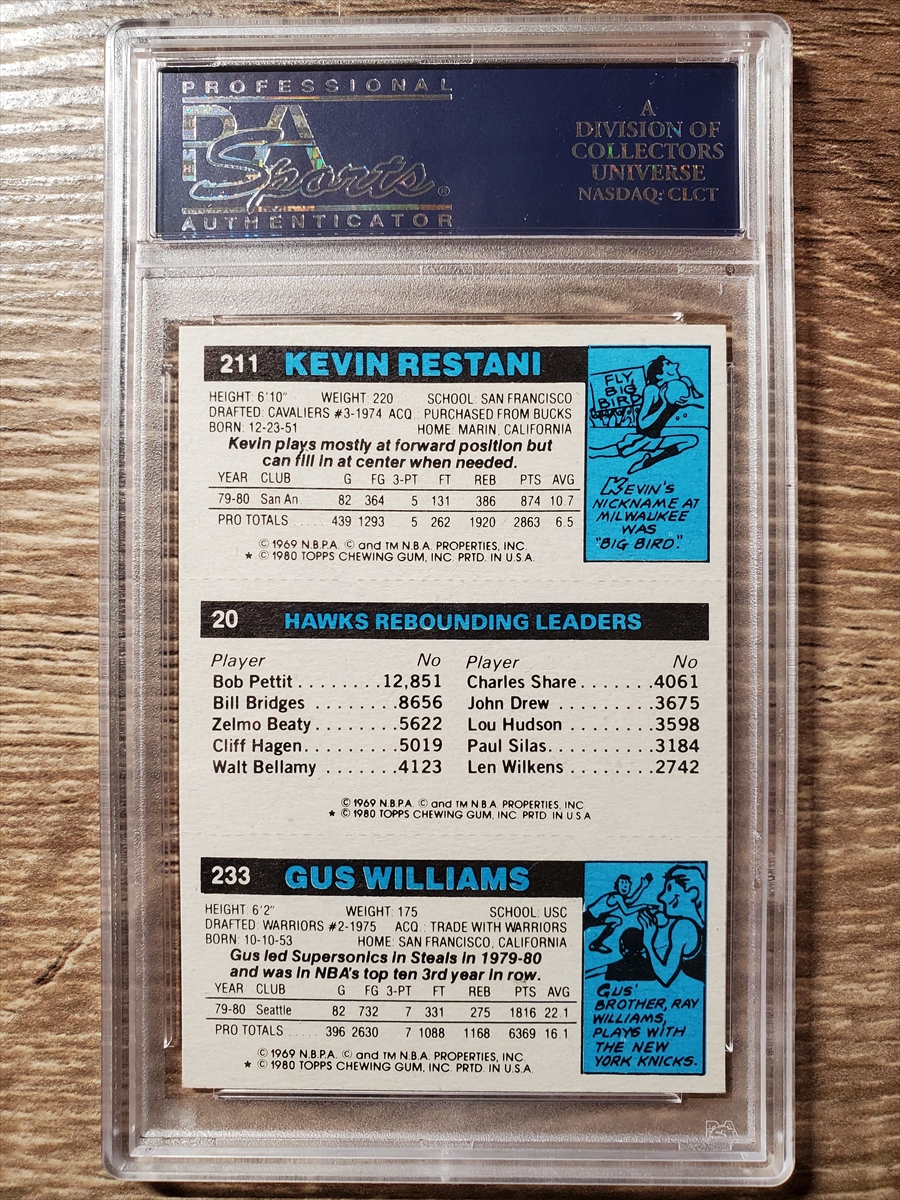 PROFESSIONAL
PSA
Sports®
AUTHENTICATOR
A
DIVISION OF
COLLECTORS
UNIVERSE
NASDAQ: CLCT
211 KEVIN RESTANI
HEIGHT: 6'10" WEIGHT: 220 SCHOOL: SAN FRANCISCO
DRAFTED: CAVALIERS #3-1974 ACQ.: PURCHASED FROM BUCKS
BORN: 12-23-51 HOME: MARIN, CALIFORNIA
Kevin plays mostly at forward position but
can fill in at center when needed.
YEAR CLUB G FG 3-PT FT REB PTS AVG
79-80 San An. 82 364 5 131 386 874 10.7
PRO TOTALS ..... 439 1293 5 262 1920 2863 6.5
© 1969 N.B.P.A. © and TM N.B.A. PROPERTIES, INC.
★ © 1980 TOPPS CHEWING GUM, INC. PRTD. IN U.S.A.
FLY
BIG
BIRD
KEVIN'S
NICKNAME AT
MILWAUKEE
WAS
"BIG BIRD."
20 HAWKS REBOUNDING LEADERS
Player No Player No
Bob Pettit ........12,851 Charles Share.......4061
Bill Bridges ........8656 John Drew .........3675
Zelmo Beaty........5622 Lou Hudson ........3598
Cliff Hagen.........5019 Paul Silas..........3184
Walt Bellamy .......4123 Len Wilkens ........2742
© 1969 N.B.P.A. © and TM N.B.A. PROPERTIES, INC.
★ © 1980 TOPPS CHEWING GUM, INC. PRTD. IN U.S.A.
233 GUS WILLIAMS
HEIGHT: 6'2" WEIGHT: 175 SCHOOL: USC
DRAFTED: WARRIORS #2-1975 ACQ.: TRADE WITH WARRIORS
BORN: 10-10-53 HOME: SAN FRANCISCO, CALIFORNIA
Gus led Supersonics in Steals in 1979-80
and was in NBA's top ten 3rd year in row.
YEAR CLUB G FG 3-PT FT REB PTS AVG
79-80 Seattle 82 732 7 331 275 1816 22.1
PRO TOTALS ..... 396 2630 7 1088 1168 6369 16.1
© 1969 N.B.P.A. © and TM N.B.A. PROPERTIES, INC.
★ © 1980 TOPPS CHEWING GUM, INC. PRTD. IN U.S.A.
GUS'
BROTHER, RAY
WILLIAMS,
PLAYS WITH
THE NEW
YORK KNICKS.
PSA